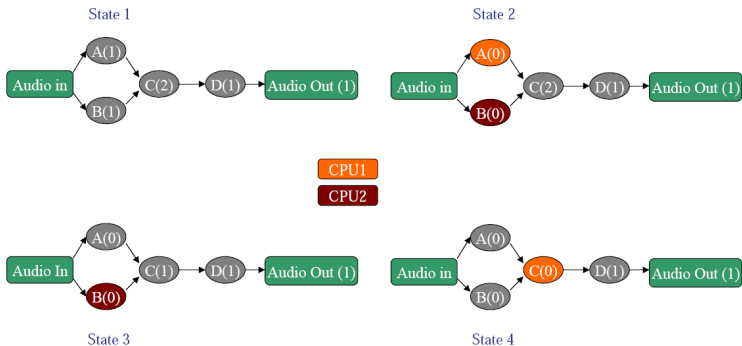 State 1
A(1)
Audio in
C(2)
D(1)
Audio Out (1)
B(1)
State 2
A(0)
Audio in
C(2)
D(1)
Audio Out (1)
B(0)
CPU1
CPU2
A(0)
Audio In
C(1)
D(1)
Audio Out (1)
B(0)
State 3
A(0)
Audio in
C(0)
D(1)
Audio Out (1)
B(0)
State 4